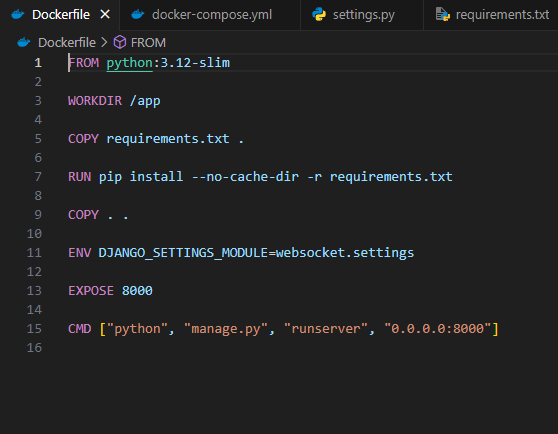 Dockerfile docker-compose.yml settings.py requirements.txt
Dockerfile > FROM
1 FROM python:3.12-slim
2
3 WORKDIR /app
4
5 COPY requirements.txt .
6
7 RUN pip install --no-cache-dir -r requirements.txt
8
9 COPY . .
10
11 ENV DJANGO_SETTINGS_MODULE=websocket.settings
12
13 EXPOSE 8000
14
15 CMD ["python", "manage.py", "runserver", "0.0.0.0:8000"]
16